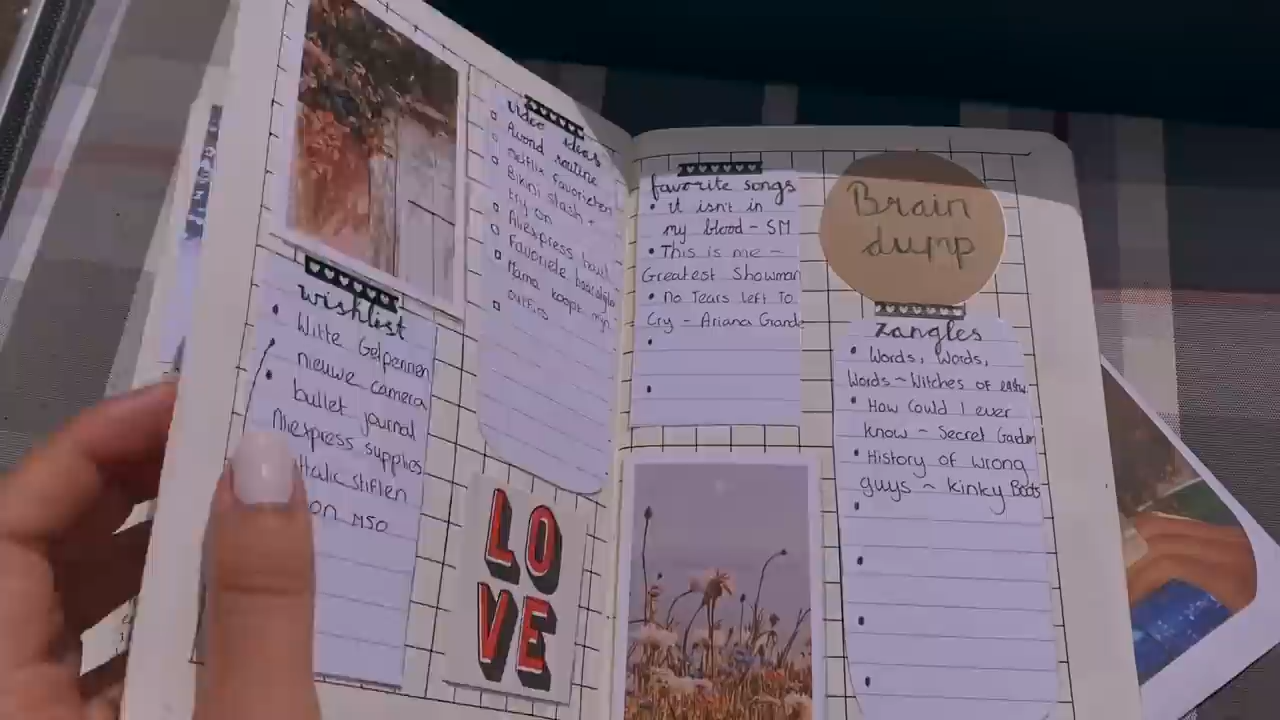 wishlist
• Witte Gelpennen
nieuwe camera
• bullet journal
Aliexpress supplies
stiften
on M50
video ideas
Avond routine
Netflix favorieten
Bikini stash +
try on
Aliexpress haul
Favoriete
Mama koopt mijn
outfits
LO
VE
favorite songs
• it isn't in
my blood - SM
• This is me -
Greatest Showman
• no Tears left To
Cry - Ariana Grande
Brain
dump
zangles
• Words, Words,
Words ~ Witches of eastw
• How Could I ever
know ~ Secret Garden
• History of wrong
guys ~ kinky Boots